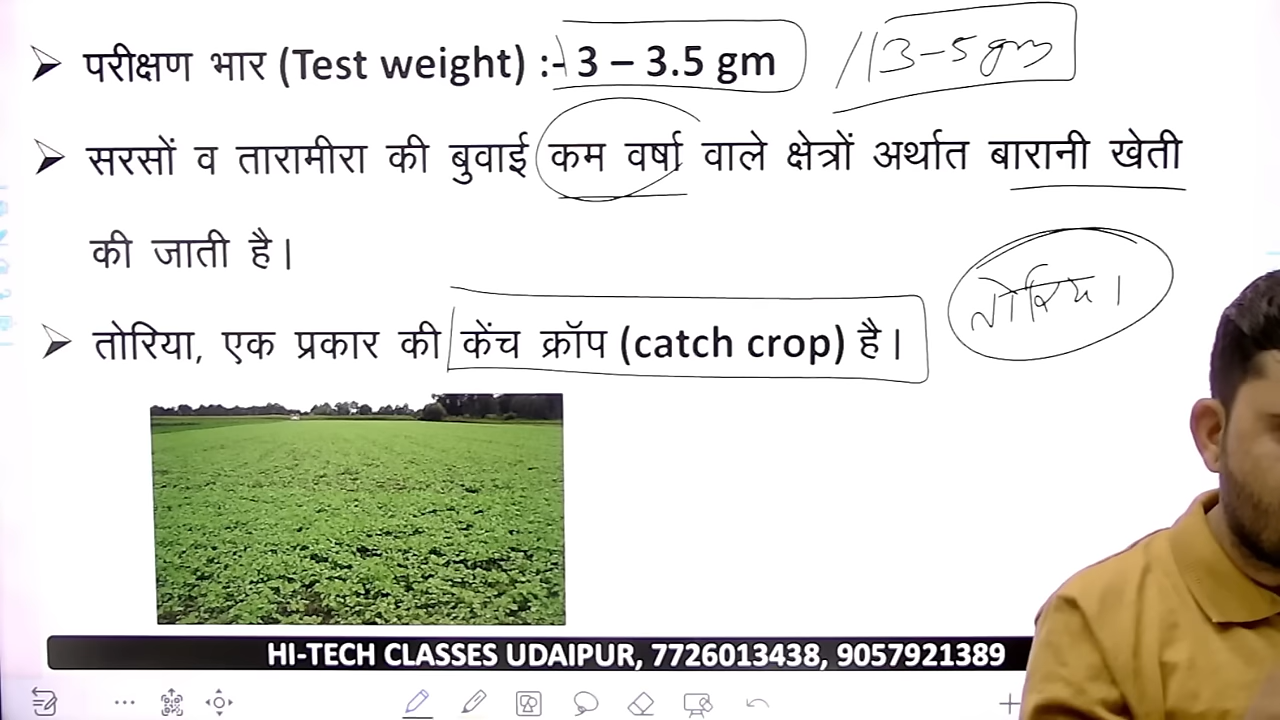 परीक्षण भार (Test weight) :- 3 – 3.5 gm
3-5 gm
सरसों व तारामीरा की बुवाई कम वर्षा वाले क्षेत्रों अर्थात बारानी खेती
की जाती है।
तोरिया
तोरिया, एक प्रकार की केंच क्रॉप (catch crop) है।
HI-TECH CLASSES UDAIPUR, 7726013438, 9057921389